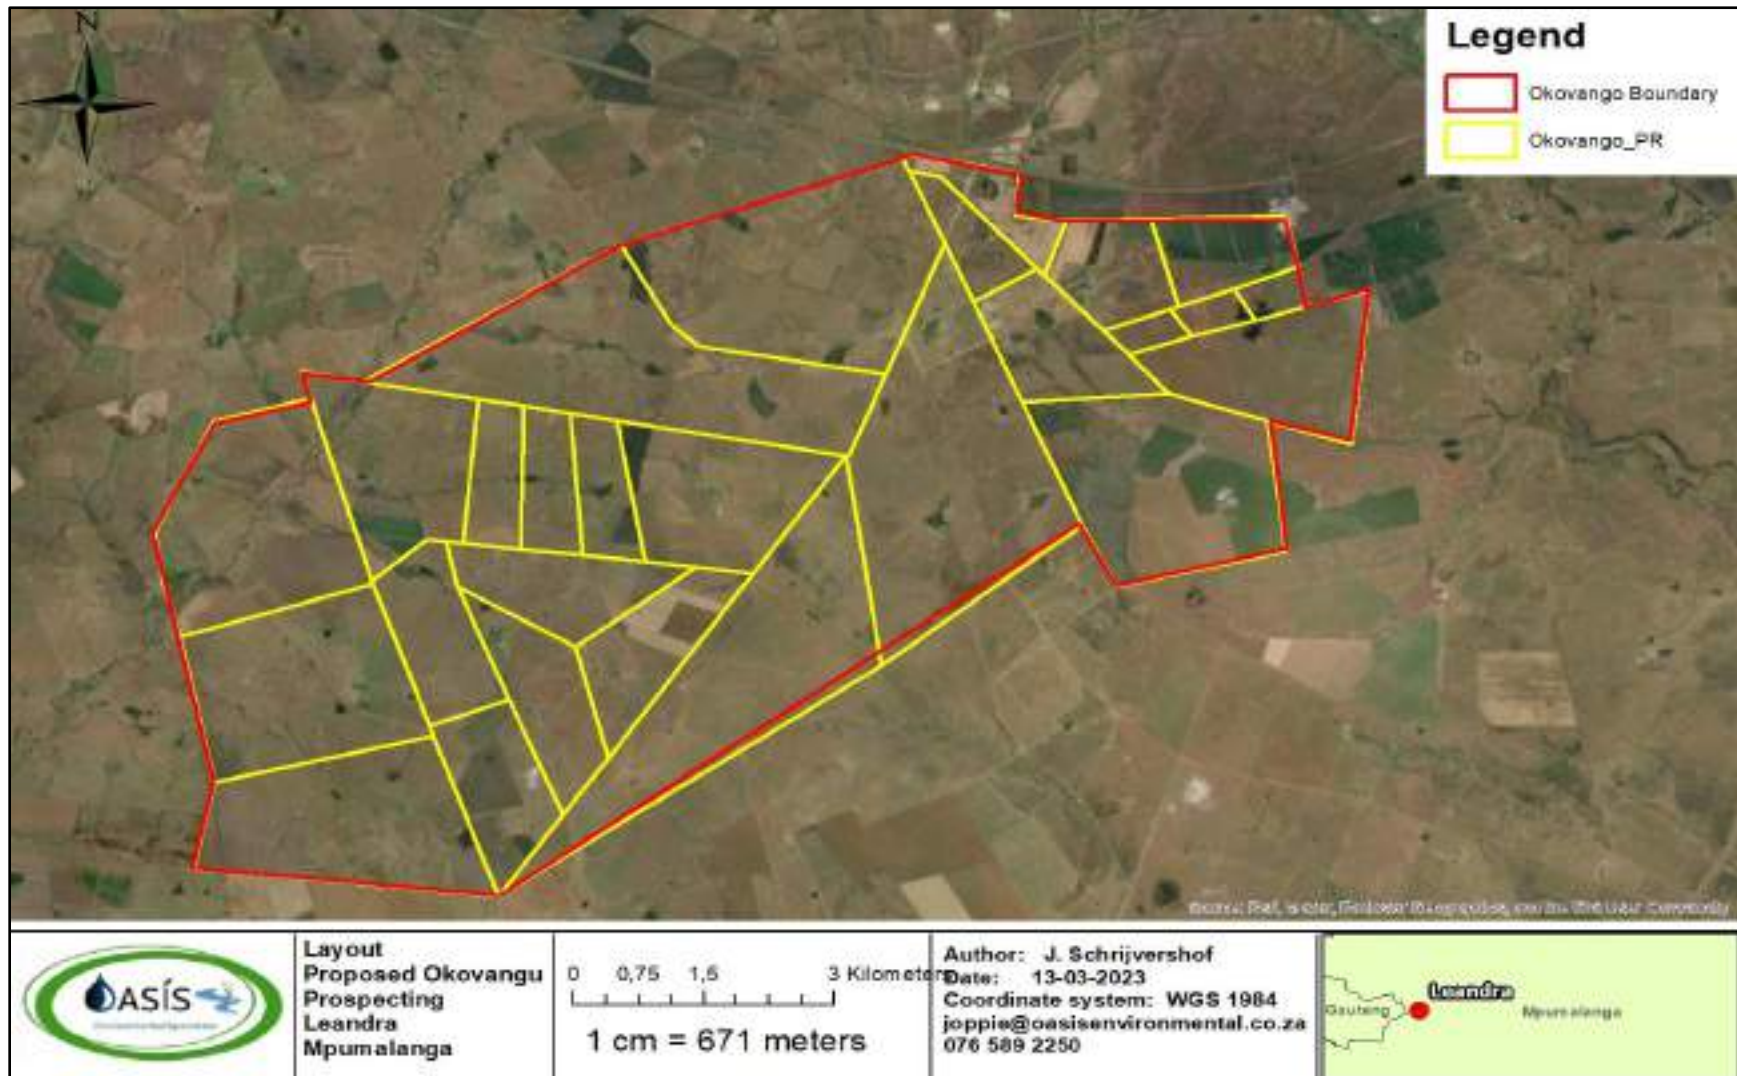 N
Legend
Okovango Boundary
Okovango_PR
OASÍS
Layout
Proposed Okovangu
Prospecting
Leandra
Mpumalanga
0 0,75 1,5 3 Kilometers
1 cm = 671 meters
Author: J. Schrijvershof
Date: 13-03-2023
Coordinate system: WGS 1984
joppie@oasisenvironmental.co.za
076 589 2250
Leandra
Gauteng
Mpumalanga